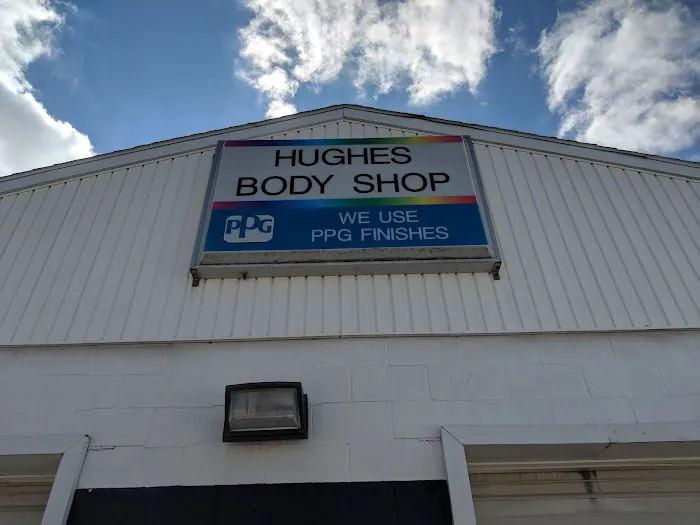 HUGHES
BODY SHOP
PPG
WE USE
PPG FINISHES